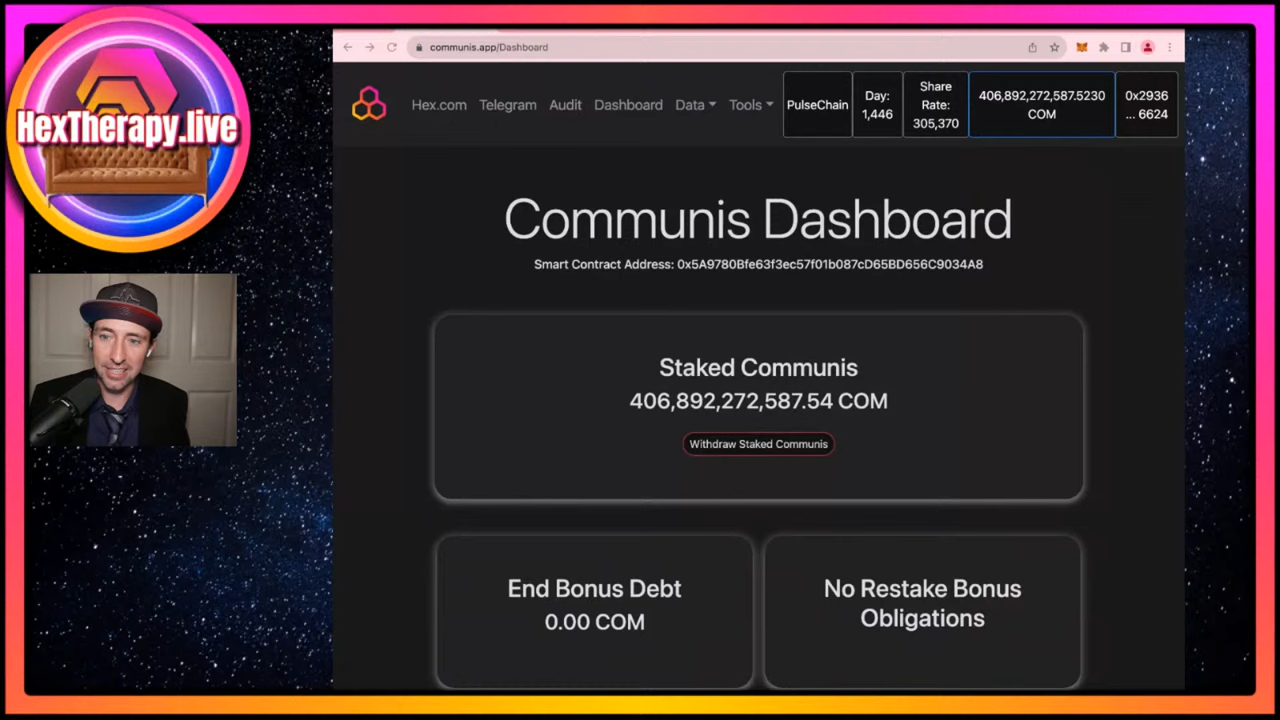 HexTherapy.live
communis.app/Dashboard
Hex.com Telegram Audit Dashboard Data Tools
PulseChain
Day:
1,446
Share
Rate:
305,370
406,892,272,587.5230
COM
0x2936
... 6624
Communis Dashboard
Smart Contract Address: 0x5A9780Bfe63f3ec57f01b087cD65BD656C9034A8
Staked Communis
406,892,272,587.54 COM
Withdraw Staked Communis
End Bonus Debt
0.00 COM
No Restake Bonus
Obligations